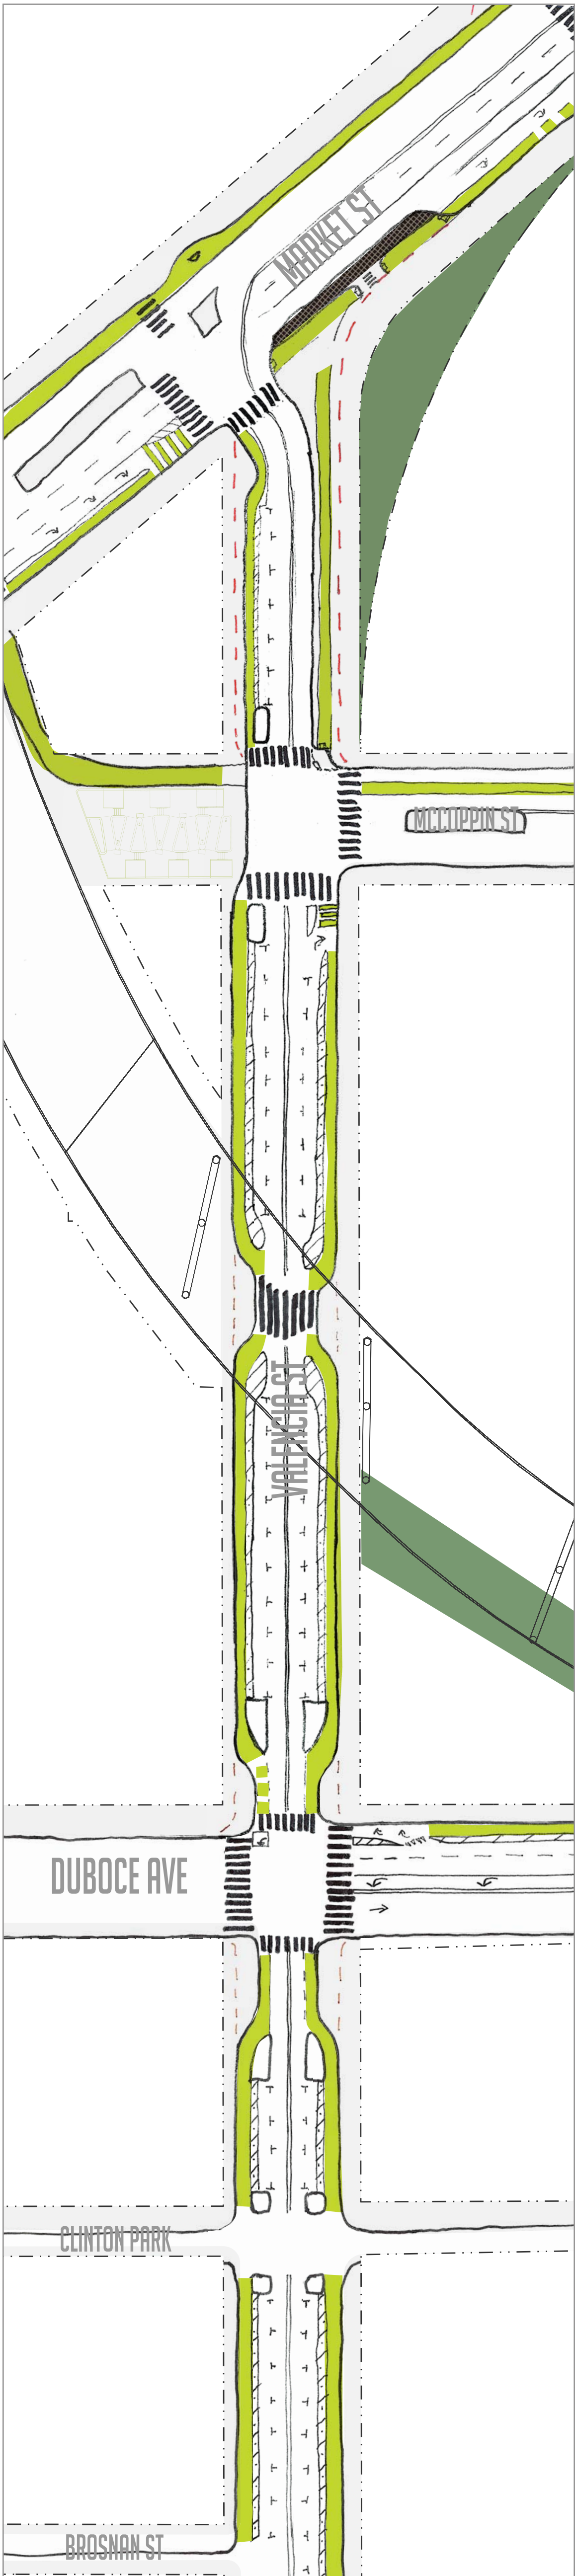 MARKET ST
MCCOPPIN ST
L
VALENCIA ST
DUBOCE AVE
CLINTON PARK
BROSNAN ST